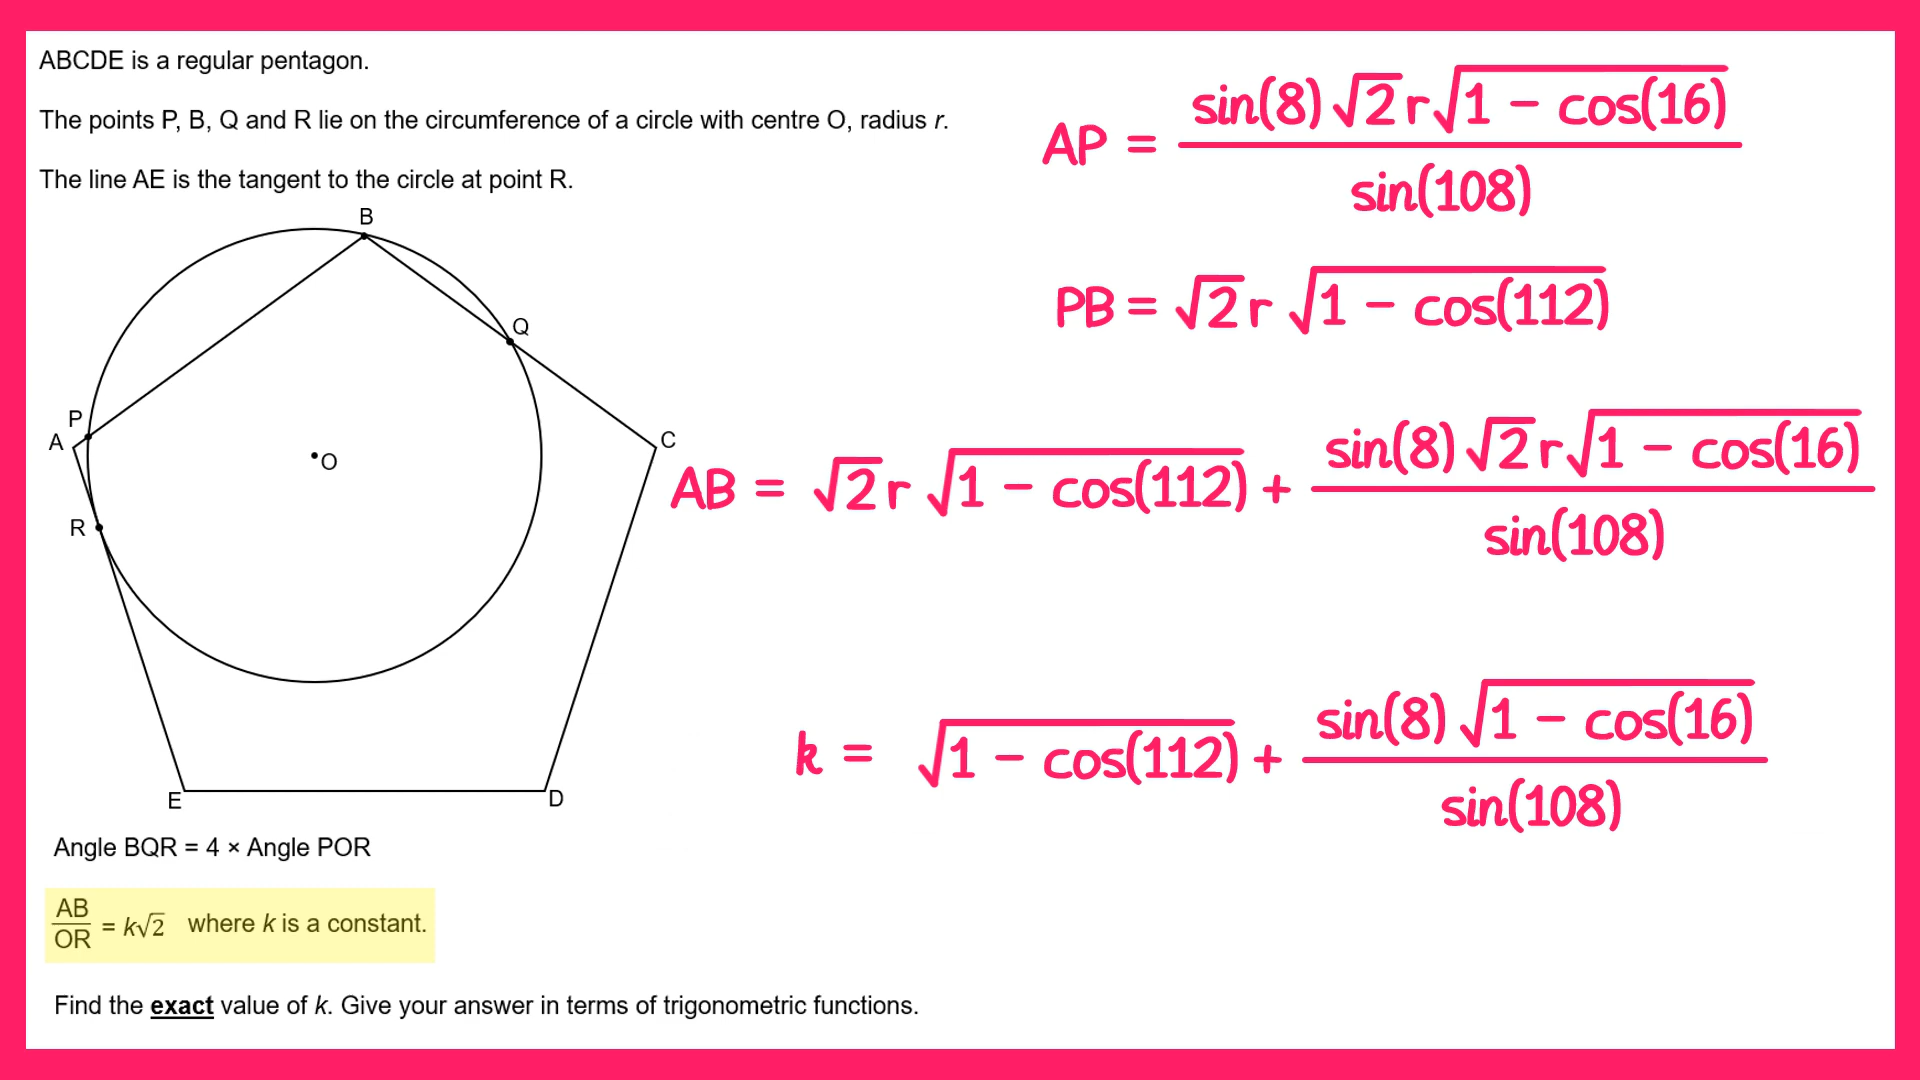 ABCDE is a regular pentagon.
The points P, B, Q and R lie on the circumference of a circle with centre O, radius r.
The line AE is the tangent to the circle at point R.
B
Q
P
A
C
O
R
E
D
Angle BQR = 4 × Angle POR
AB/OR = k√2 where k is a constant.
Find the exact value of k. Give your answer in terms of trigonometric functions.
AP = sin(8)√2 r√(1 − cos(16)) / sin(108)
PB = √2 r √(1 − cos(112))
AB = √2 r √(1 − cos(112)) + sin(8)√2 r√(1 − cos(16)) / sin(108)
k = √(1 − cos(112)) + sin(8)√(1 − cos(16)) / sin(108)